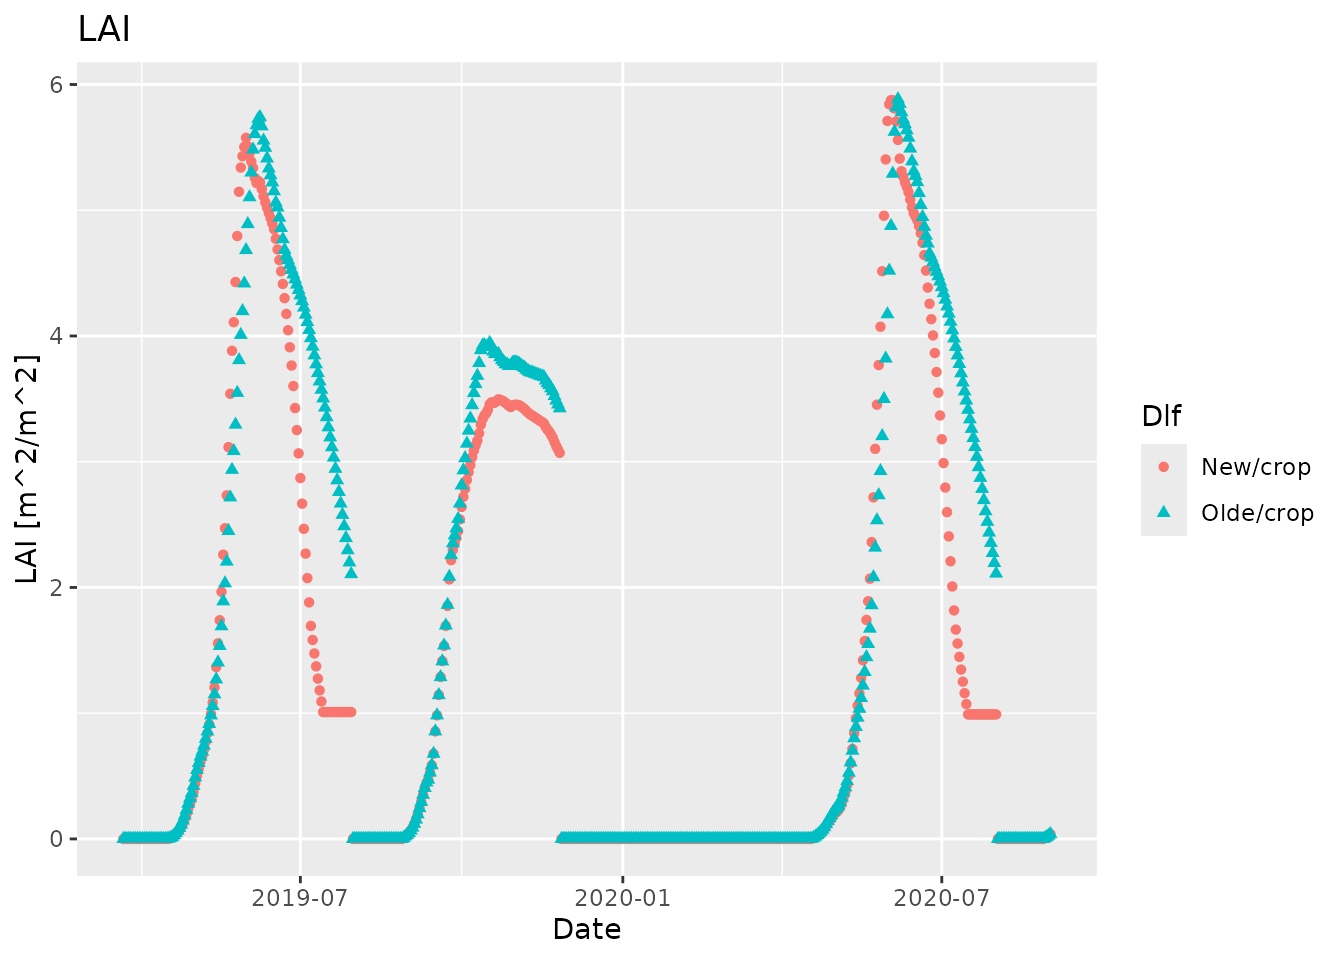 LAI
6
4
2
0
LAI [m^2/m^2]
2019-07
2020-01
2020-07
Date
Dlf
New/crop
Olde/crop